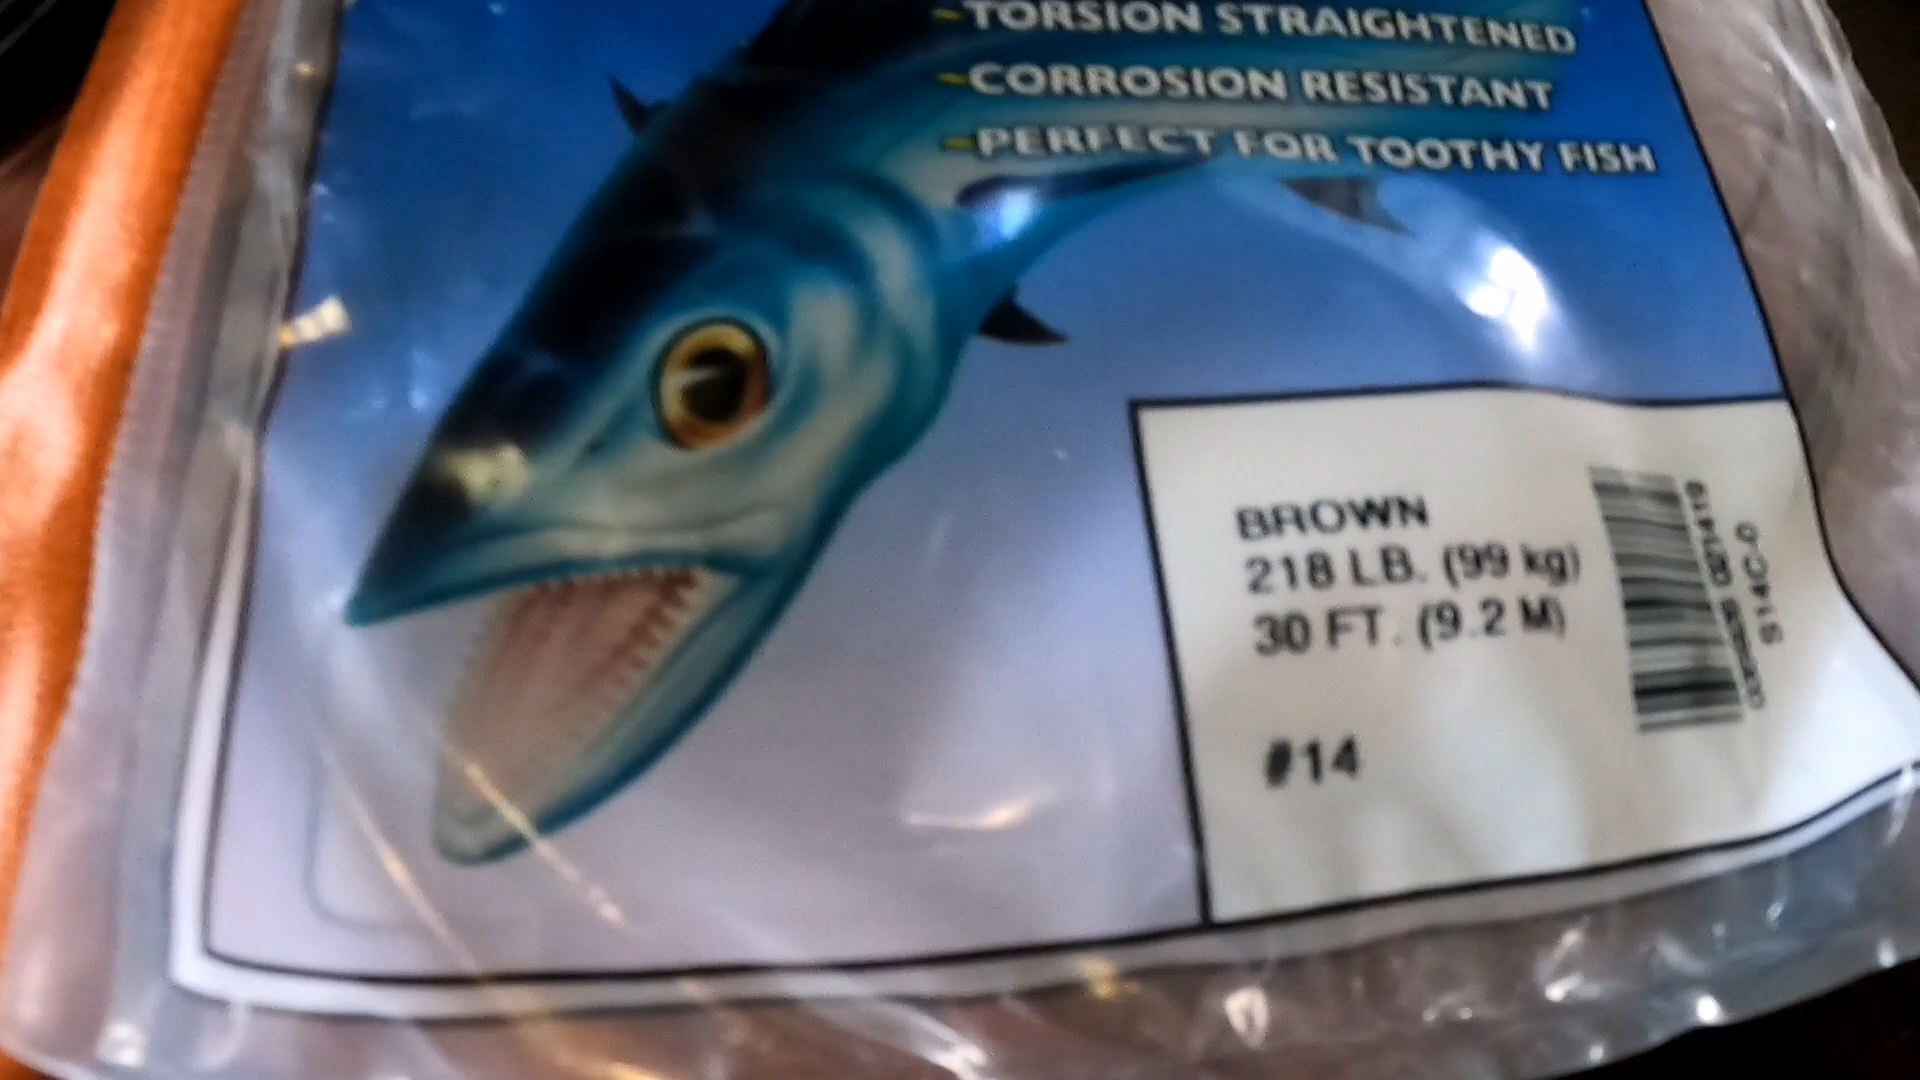 -TORSION STRAIGHTENED
-CORROSION RESISTANT
-PERFECT FOR TOOTHY FISH
BROWN
218 LB. (99 kg)
30 FT. (9.2 M)
#14
S14C-0